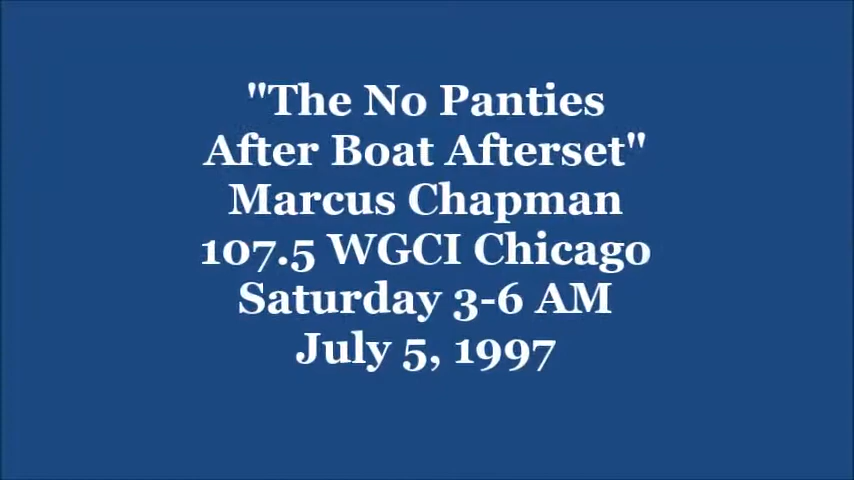 "The No Panties
After Boat Afterset"
Marcus Chapman
107.5 WGCI Chicago
Saturday 3-6 AM
July 5, 1997